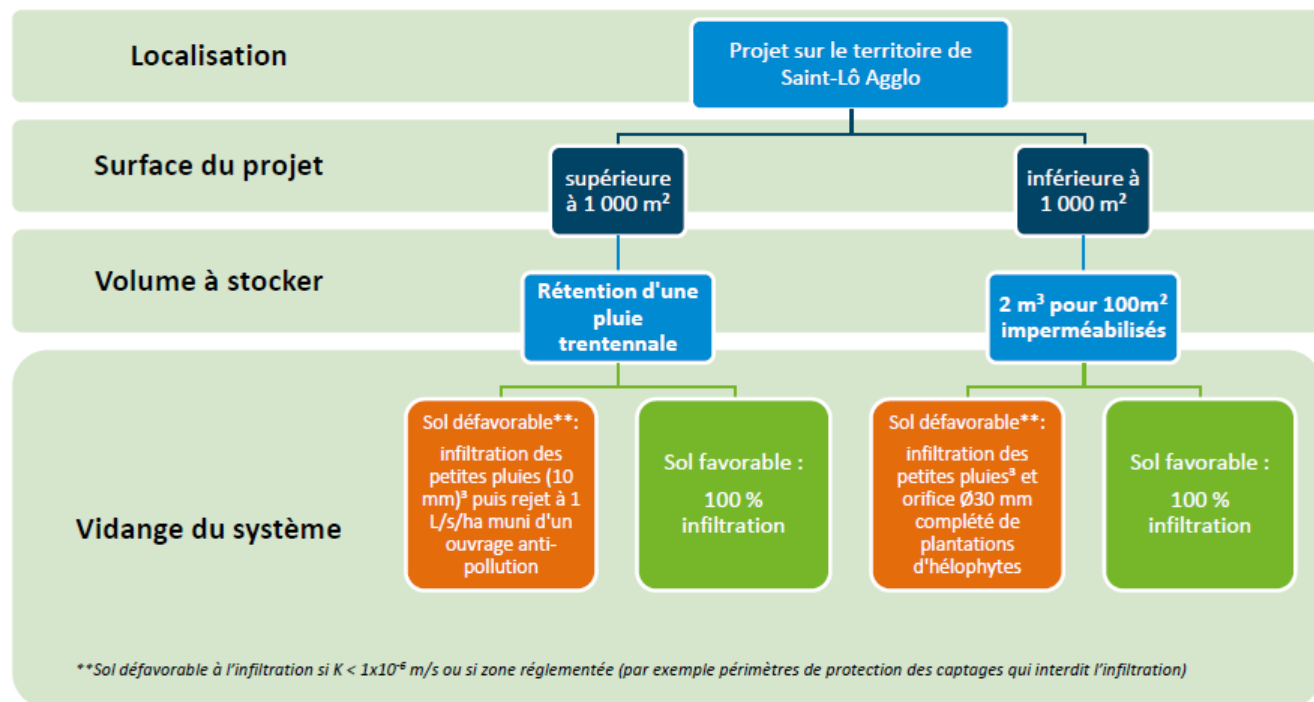 Localisation
Projet sur le territoire de
Saint-Lô Agglo
Surface du projet
supérieure
à 1 000 m²
inférieure à
1 000 m²
Volume à stocker
Rétention d'une
pluie
trentennale
2 m³ pour 100m²
imperméabilisés
Vidange du système
Sol défavorable**:
infiltration des
petites pluies (10
mm)³ puis rejet à 1
L/s/ha muni d'un
ouvrage anti-
pollution
Sol favorable :
100 %
infiltration
Sol défavorable**:
infiltration des
petites pluies³ et
orifice Ø30 mm
complété de
plantations
d'hélophytes
Sol favorable :
100 %
infiltration
**Sol défavorable à l'infiltration si K < 1x10⁻⁶ m/s ou si zone réglementée (par exemple périmètres de protection des captages qui interdit l'infiltration)